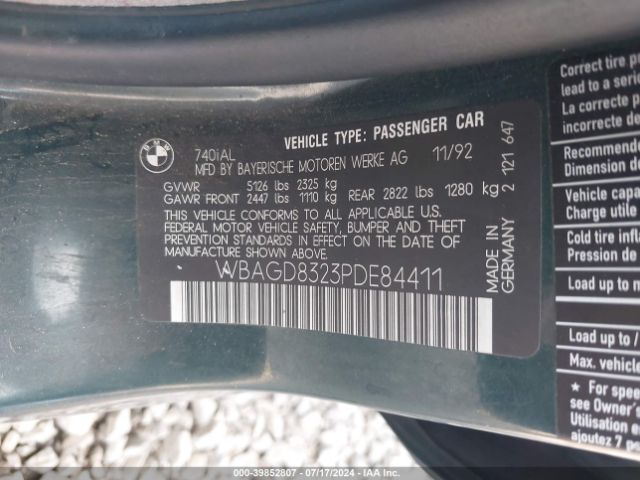 BMW
VEHICLE TYPE: PASSENGER CAR
740iAL
MFD BY BAYERISCHE MOTOREN WERKE AG 11/92
GVWR 5126 lbs 2325 kg
GAWR FRONT 2447 lbs 1110 kg REAR 2822 lbs 1280 kg
THIS VEHICLE CONFORMS TO ALL APPLICABLE U.S.
FEDERAL MOTOR VEHICLE SAFETY, BUMPER AND THEFT
PREVENTION STANDARDS IN EFFECT ON THE DATE OF
MANUFACTURE SHOWN ABOVE.
WBAGD8323PDE84411
MADE IN
GERMANY 2 121 647
Correct tire
lead to a
La correcte
correct
Recommende
Dimension d
Vehicle capa
Charge utile
Cold tire infla
Pression de
Load up to ma
Load up to /
Max. vehicle
★ For spee
see Owner's
Utilisation
ajoutez 7
000-39852807 - 07/17/2024 - IAA Inc.